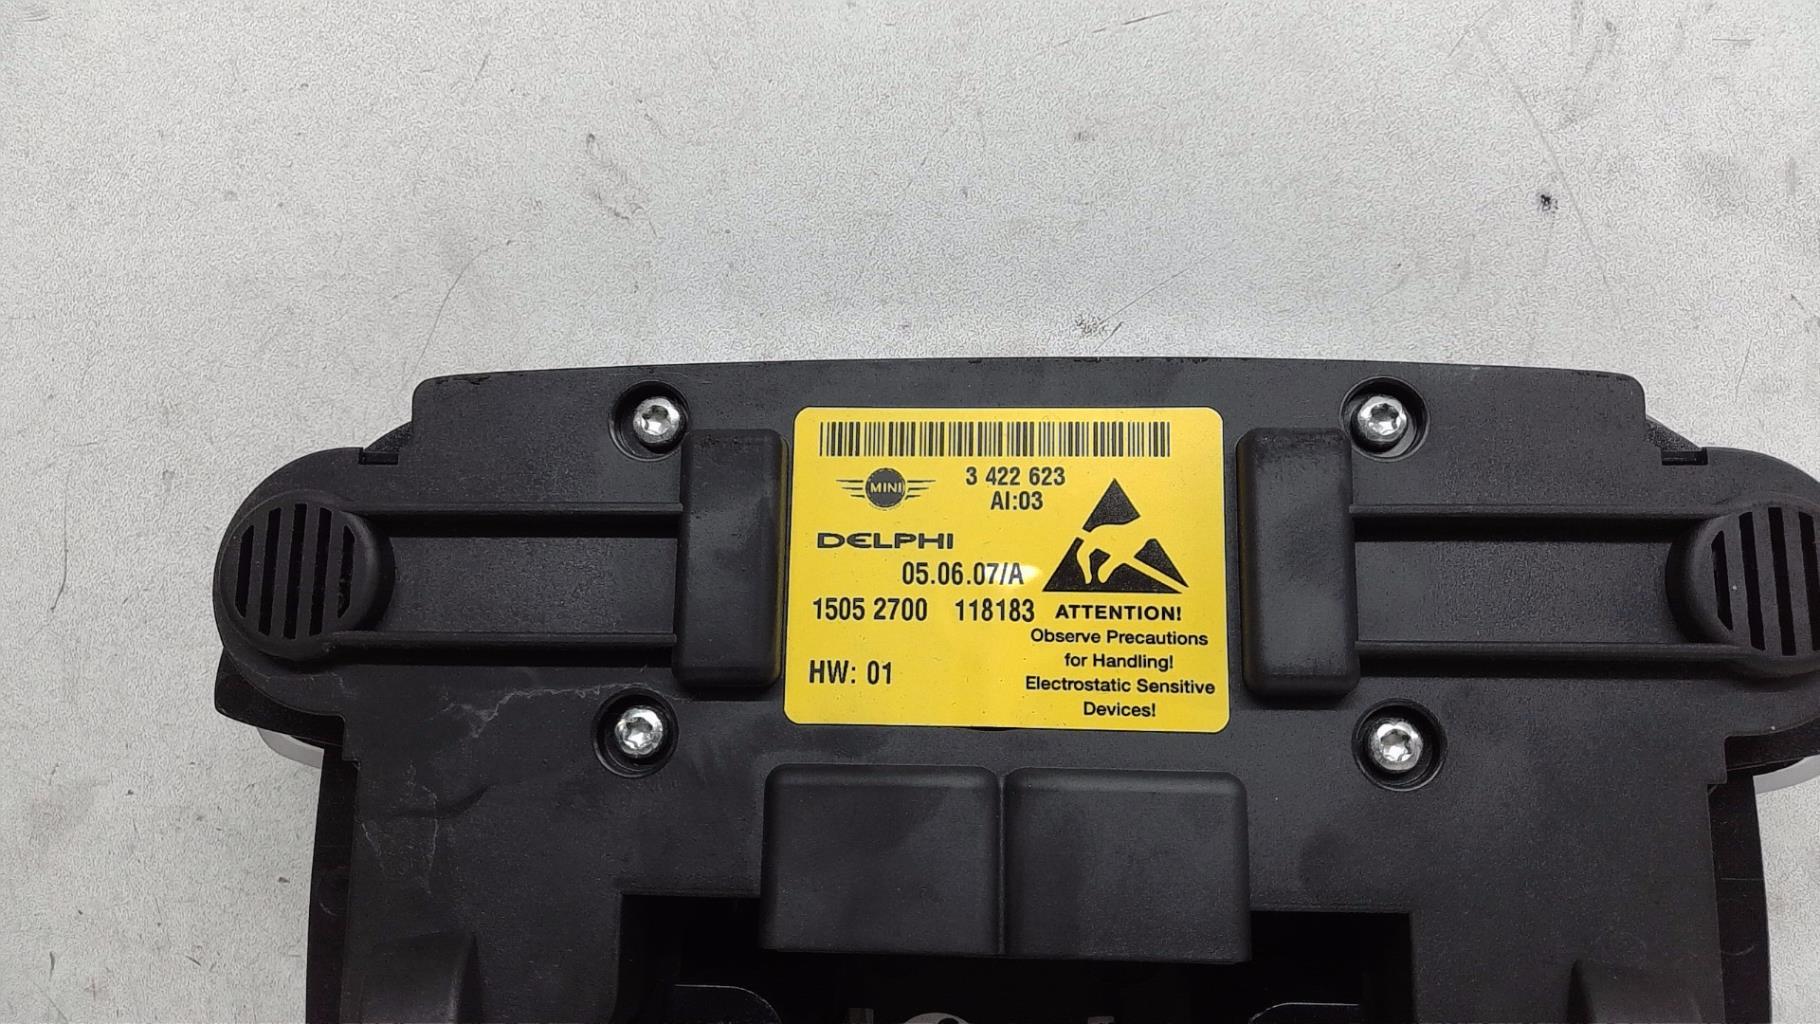 MINI
3 422 623
AI:03
DELPHI
05.06.07/A
1505 2700 118183
HW: 01
ATTENTION!
Observe Precautions
for Handling!
Electrostatic Sensitive
Devices!